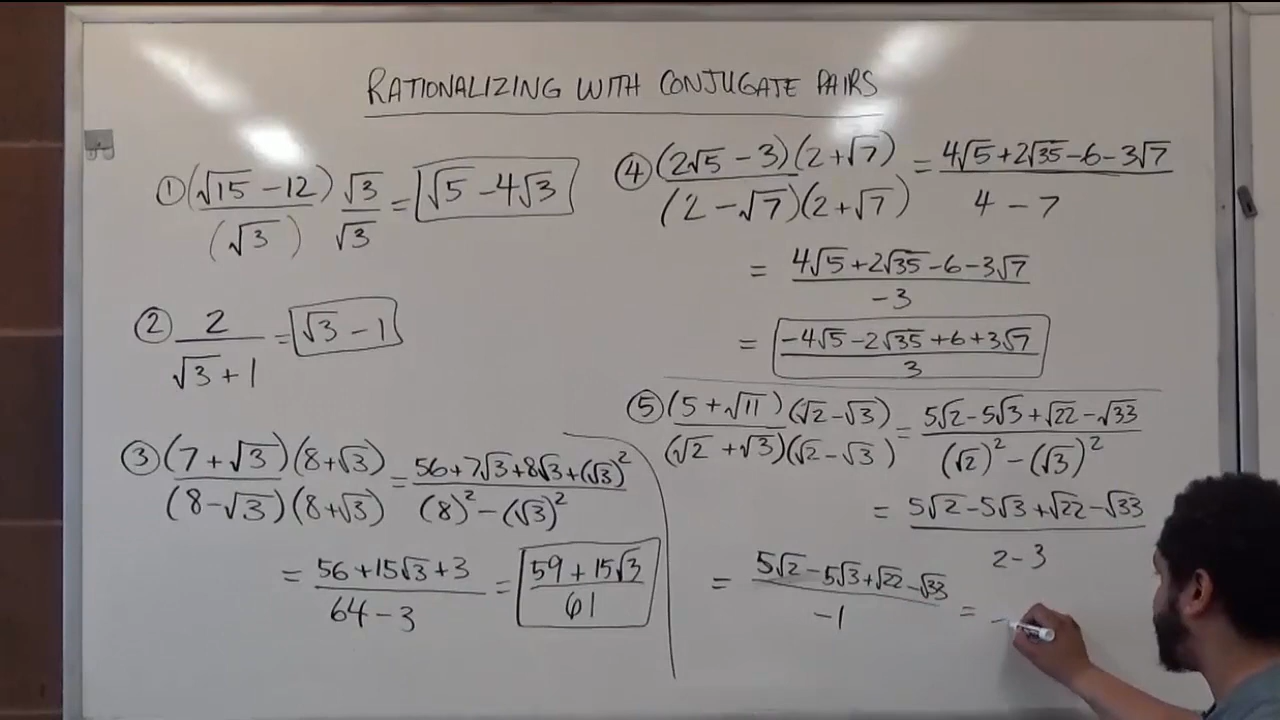 RATIONALIZING WITH CONJUGATE PAIRS
① (√15 - 12) √3 / (√3) √3 = √5 - 4√3
② 2 / √3 + 1 = √3 - 1
③ (7 + √3)(8 + √3) / (8 - √3)(8 + √3) = 56 + 7√3 + 8√3 + (√3)² / (8)² - (√3)²
= 56 + 15√3 + 3 / 64 - 3 = 59 + 15√3 / 61
④ (2√5 - 3)(2 + √7) / (2 - √7)(2 + √7) = 4√5 + 2√35 - 6 - 3√7 / 4 - 7
= 4√5 + 2√35 - 6 - 3√7 / -3
= -4√5 - 2√35 + 6 + 3√7 / 3
⑤ (5 + √11)(√2 - √3) / (√2 + √3)(√2 - √3) = 5√2 - 5√3 + √22 - √33 / (√2)² - (√3)²
= 5√2 - 5√3 + √22 - √33 / 2 - 3
= 5√2 - 5√3 + √22 - √33 / -1 = -